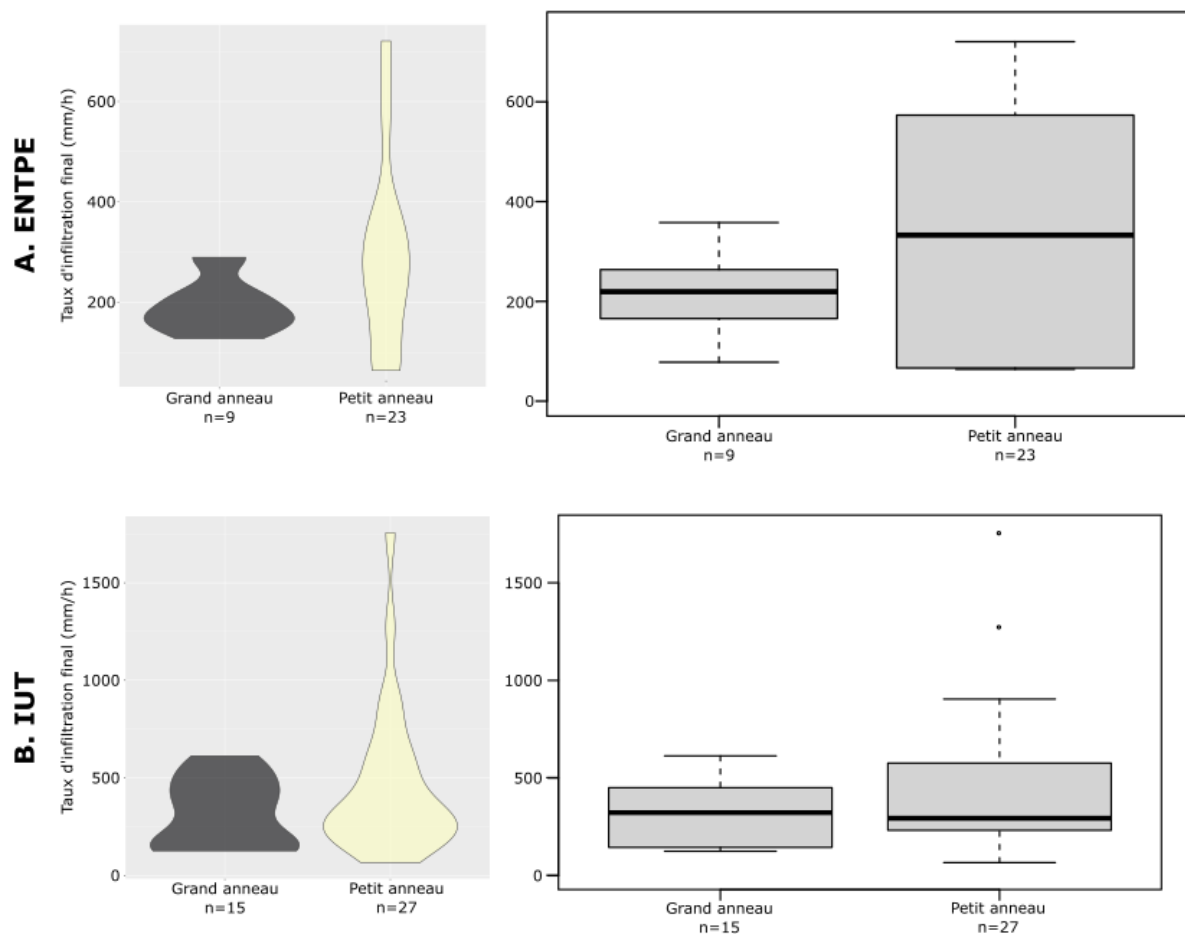 A. ENTPE
Taux d'infiltration final (mm/h)
600
400
200
Grand anneau
n=9
Petit anneau
n=23
600
400
200
0
Grand anneau
n=9
Petit anneau
n=23
B. IUT
Taux d'infiltration final (mm/h)
1500
1000
500
0
Grand anneau
n=15
Petit anneau
n=27
1500
1000
500
0
Grand anneau
n=15
Petit anneau
n=27